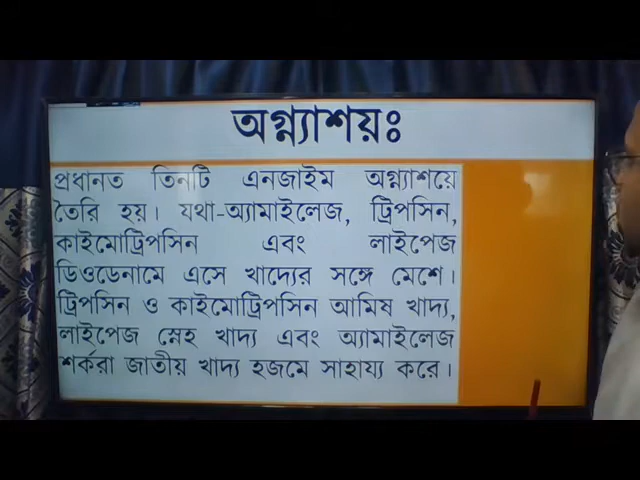 অগ্ন্যাশয়ঃ
প্রধানত তিনটি এনজাইম অগ্ন্যাশয়ে
তৈরি হয়। যথা-অ্যামাইলেজ, ট্রিপসিন,
কাইমোট্রিপসিন এবং লাইপেজ
ডিওডেনামে এসে খাদ্যের সঙ্গে মেশে।
ট্রিপসিন ও কাইমোট্রিপসিন আমিষ খাদ্য,
লাইপেজ স্নেহ খাদ্য এবং অ্যামাইলেজ
শর্করা জাতীয় খাদ্য হজমে সাহায্য করে।